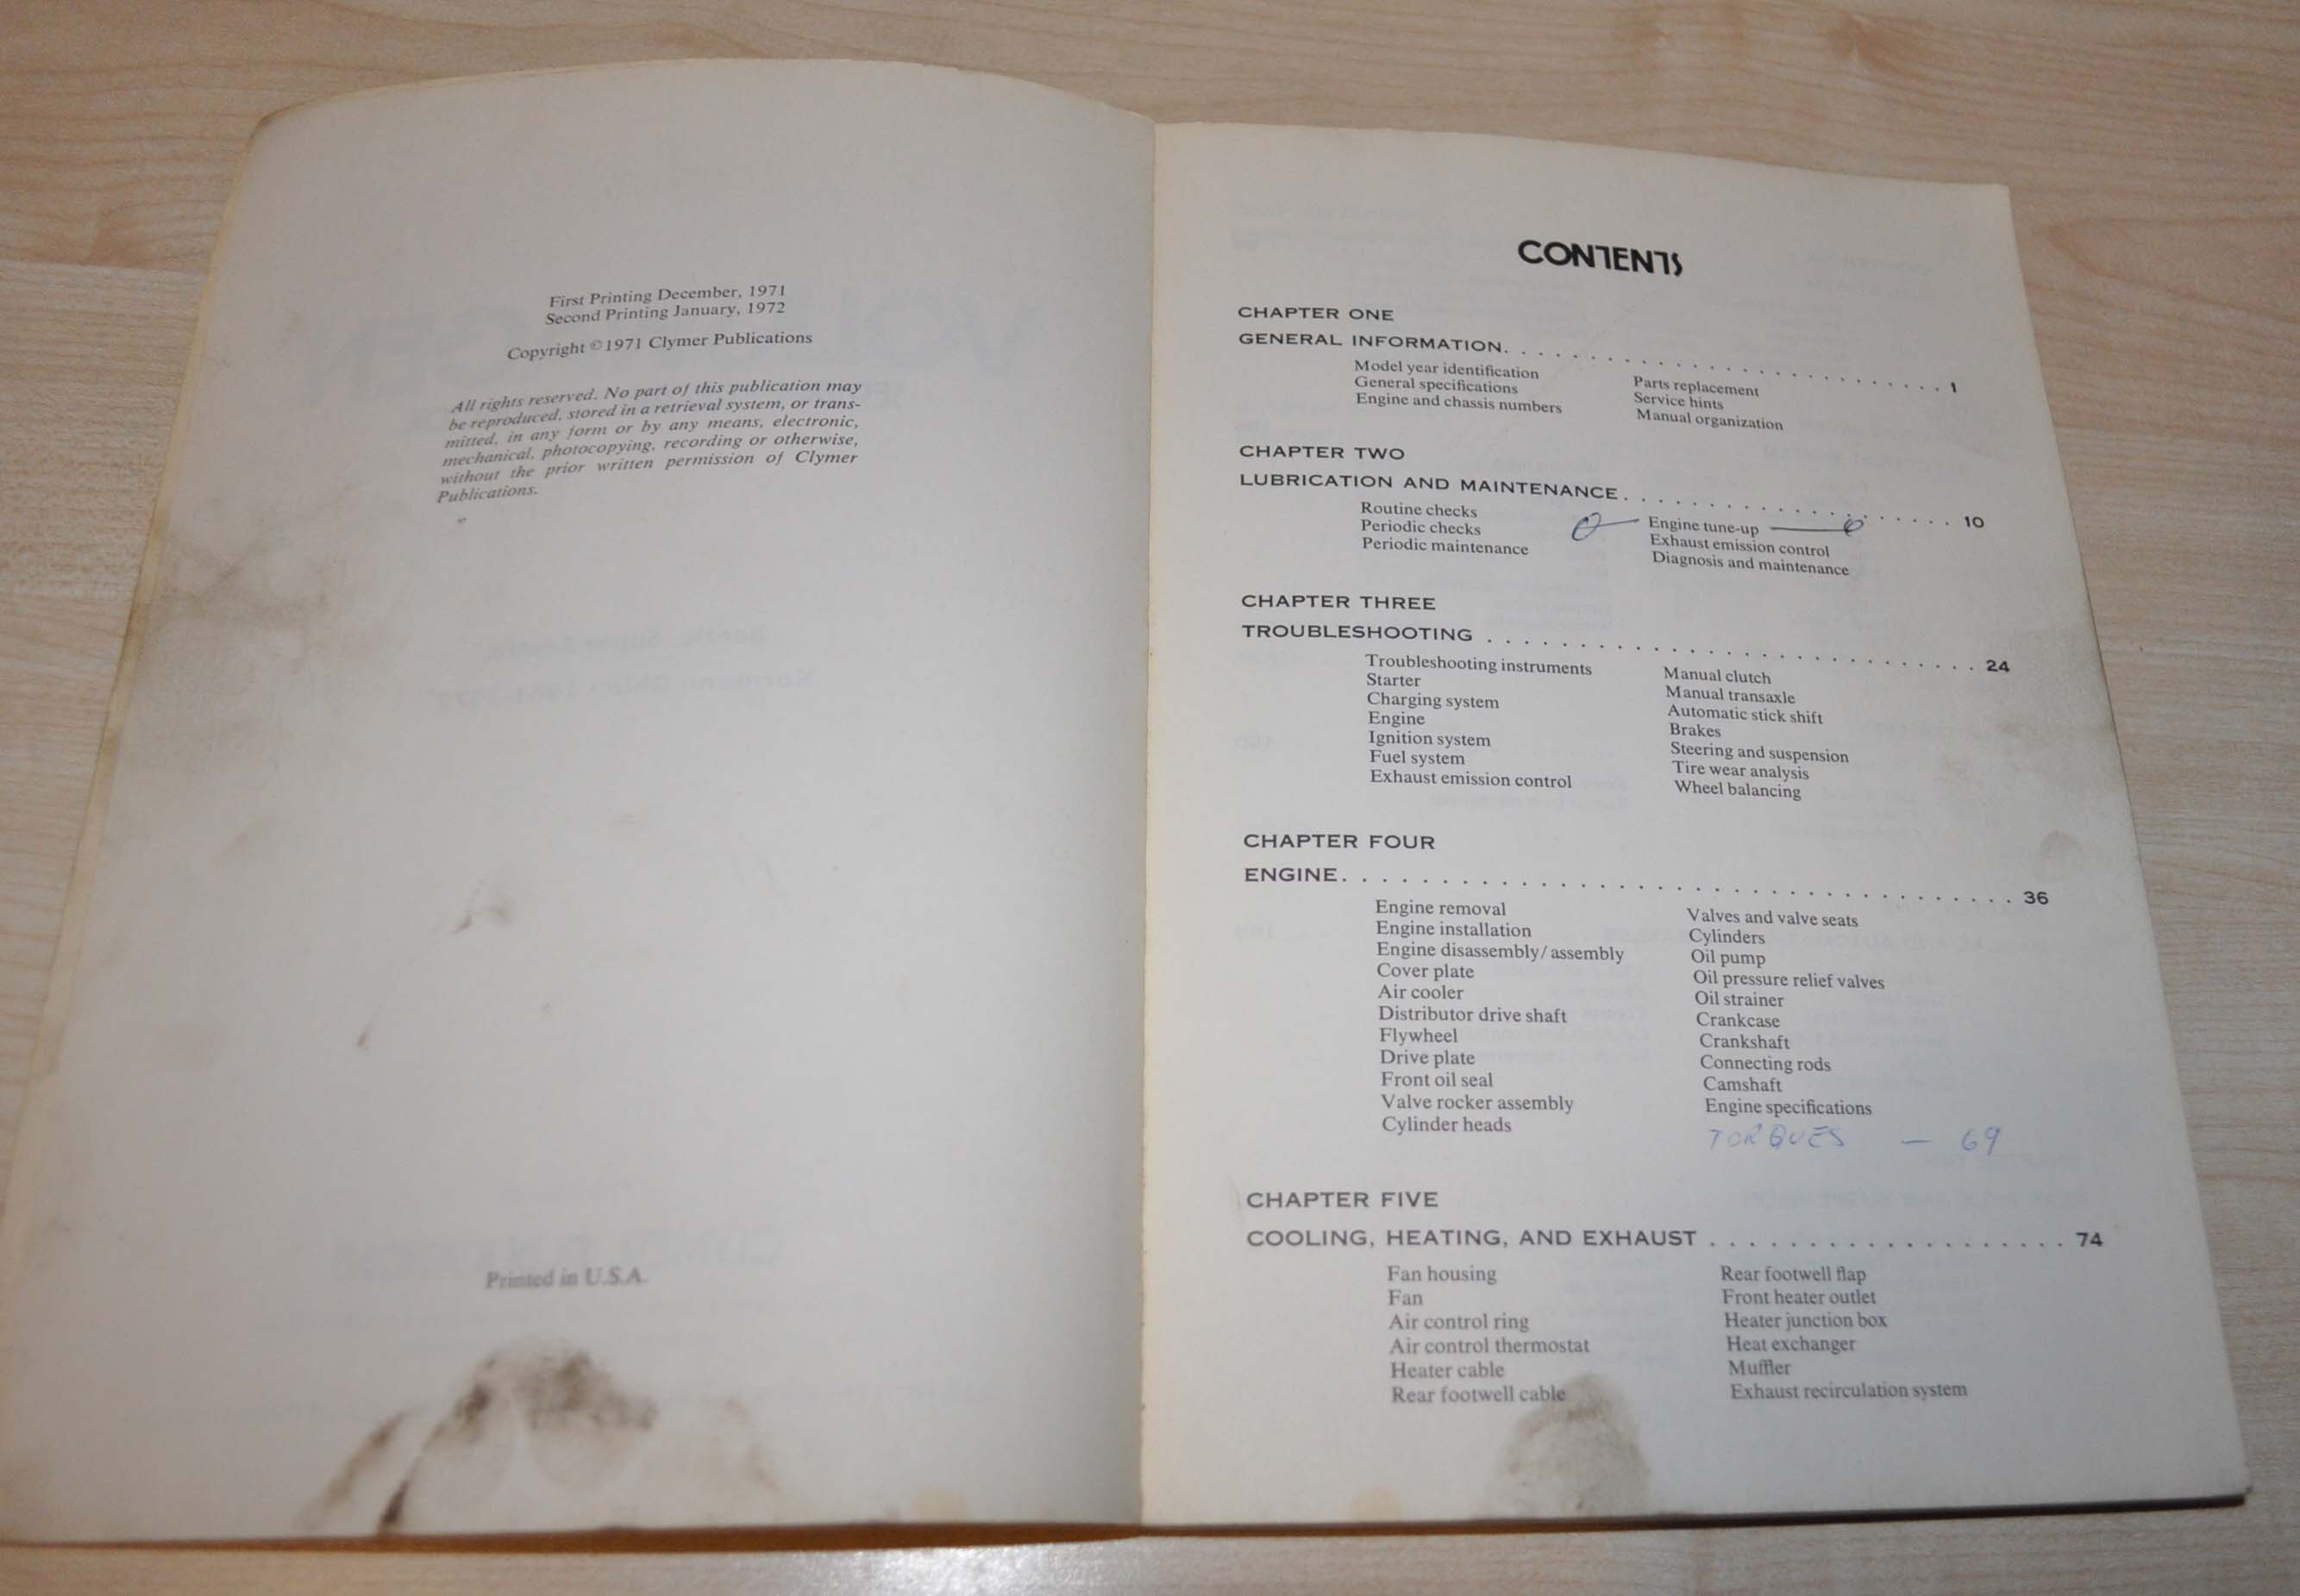 First Printing December, 1971
Second Printing January, 1972
Copyright ©1971 Clymer Publications
All rights reserved. No part of this publication may
be reproduced, stored in a retrieval system, or trans-
mitted, in any form or by any means, electronic,
mechanical, photocopying, recording or otherwise,
without the prior written permission of Clymer
Publications.
Printed in U.S.A.
CONTENTS
CHAPTER ONE
GENERAL INFORMATION. . . . . . . . . . . . . . . . . . . . . . . . . . 1
Model year identification
General specifications
Engine and chassis numbers
Parts replacement
Service hints
Manual organization
CHAPTER TWO
LUBRICATION AND MAINTENANCE. . . . . . . . . . . . . . . . . . . . 10
Routine checks
Periodic checks
Periodic maintenance
Engine tune-up
Exhaust emission control
Diagnosis and maintenance
CHAPTER THREE
TROUBLESHOOTING . . . . . . . . . . . . . . . . . . . . . . . . . . . . 24
Troubleshooting instruments
Starter
Charging system
Engine
Ignition system
Fuel system
Exhaust emission control
Manual clutch
Manual transaxle
Automatic stick shift
Brakes
Steering and suspension
Tire wear analysis
Wheel balancing
CHAPTER FOUR
ENGINE. . . . . . . . . . . . . . . . . . . . . . . . . . . . . . . . . . 36
Engine removal
Engine installation
Engine disassembly/assembly
Cover plate
Air cooler
Distributor drive shaft
Flywheel
Drive plate
Front oil seal
Valve rocker assembly
Cylinder heads
Valves and valve seats
Cylinders
Oil pump
Oil pressure relief valves
Oil strainer
Crankcase
Crankshaft
Connecting rods
Camshaft
Engine specifications
TORQUES — 69
CHAPTER FIVE
COOLING, HEATING, AND EXHAUST . . . . . . . . . . . . . . . . . . . 74
Fan housing
Fan
Air control ring
Air control thermostat
Heater cable
Rear footwell cable
Rear footwell flap
Front heater outlet
Heater junction box
Heat exchanger
Muffler
Exhaust recirculation system